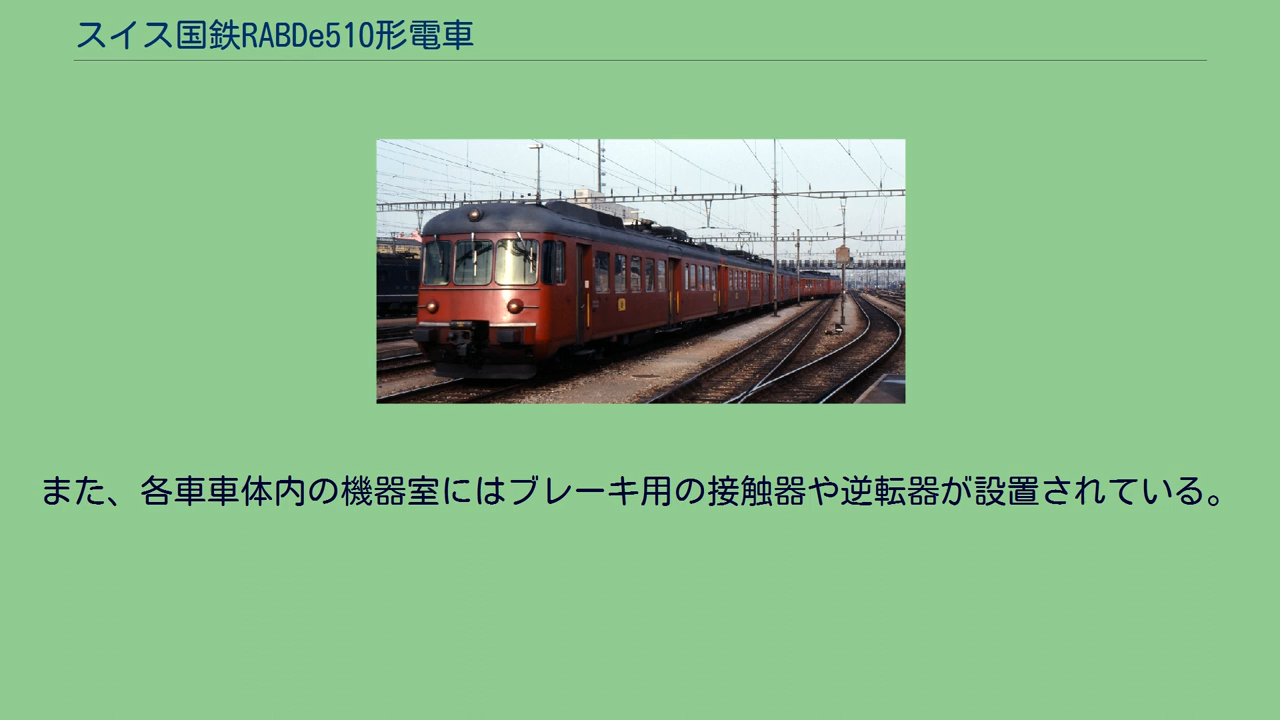 スイス国鉄RABDe510形電車
また、各車車体内の機器室にはブレーキ用の接触器や逆転器が設置されている。